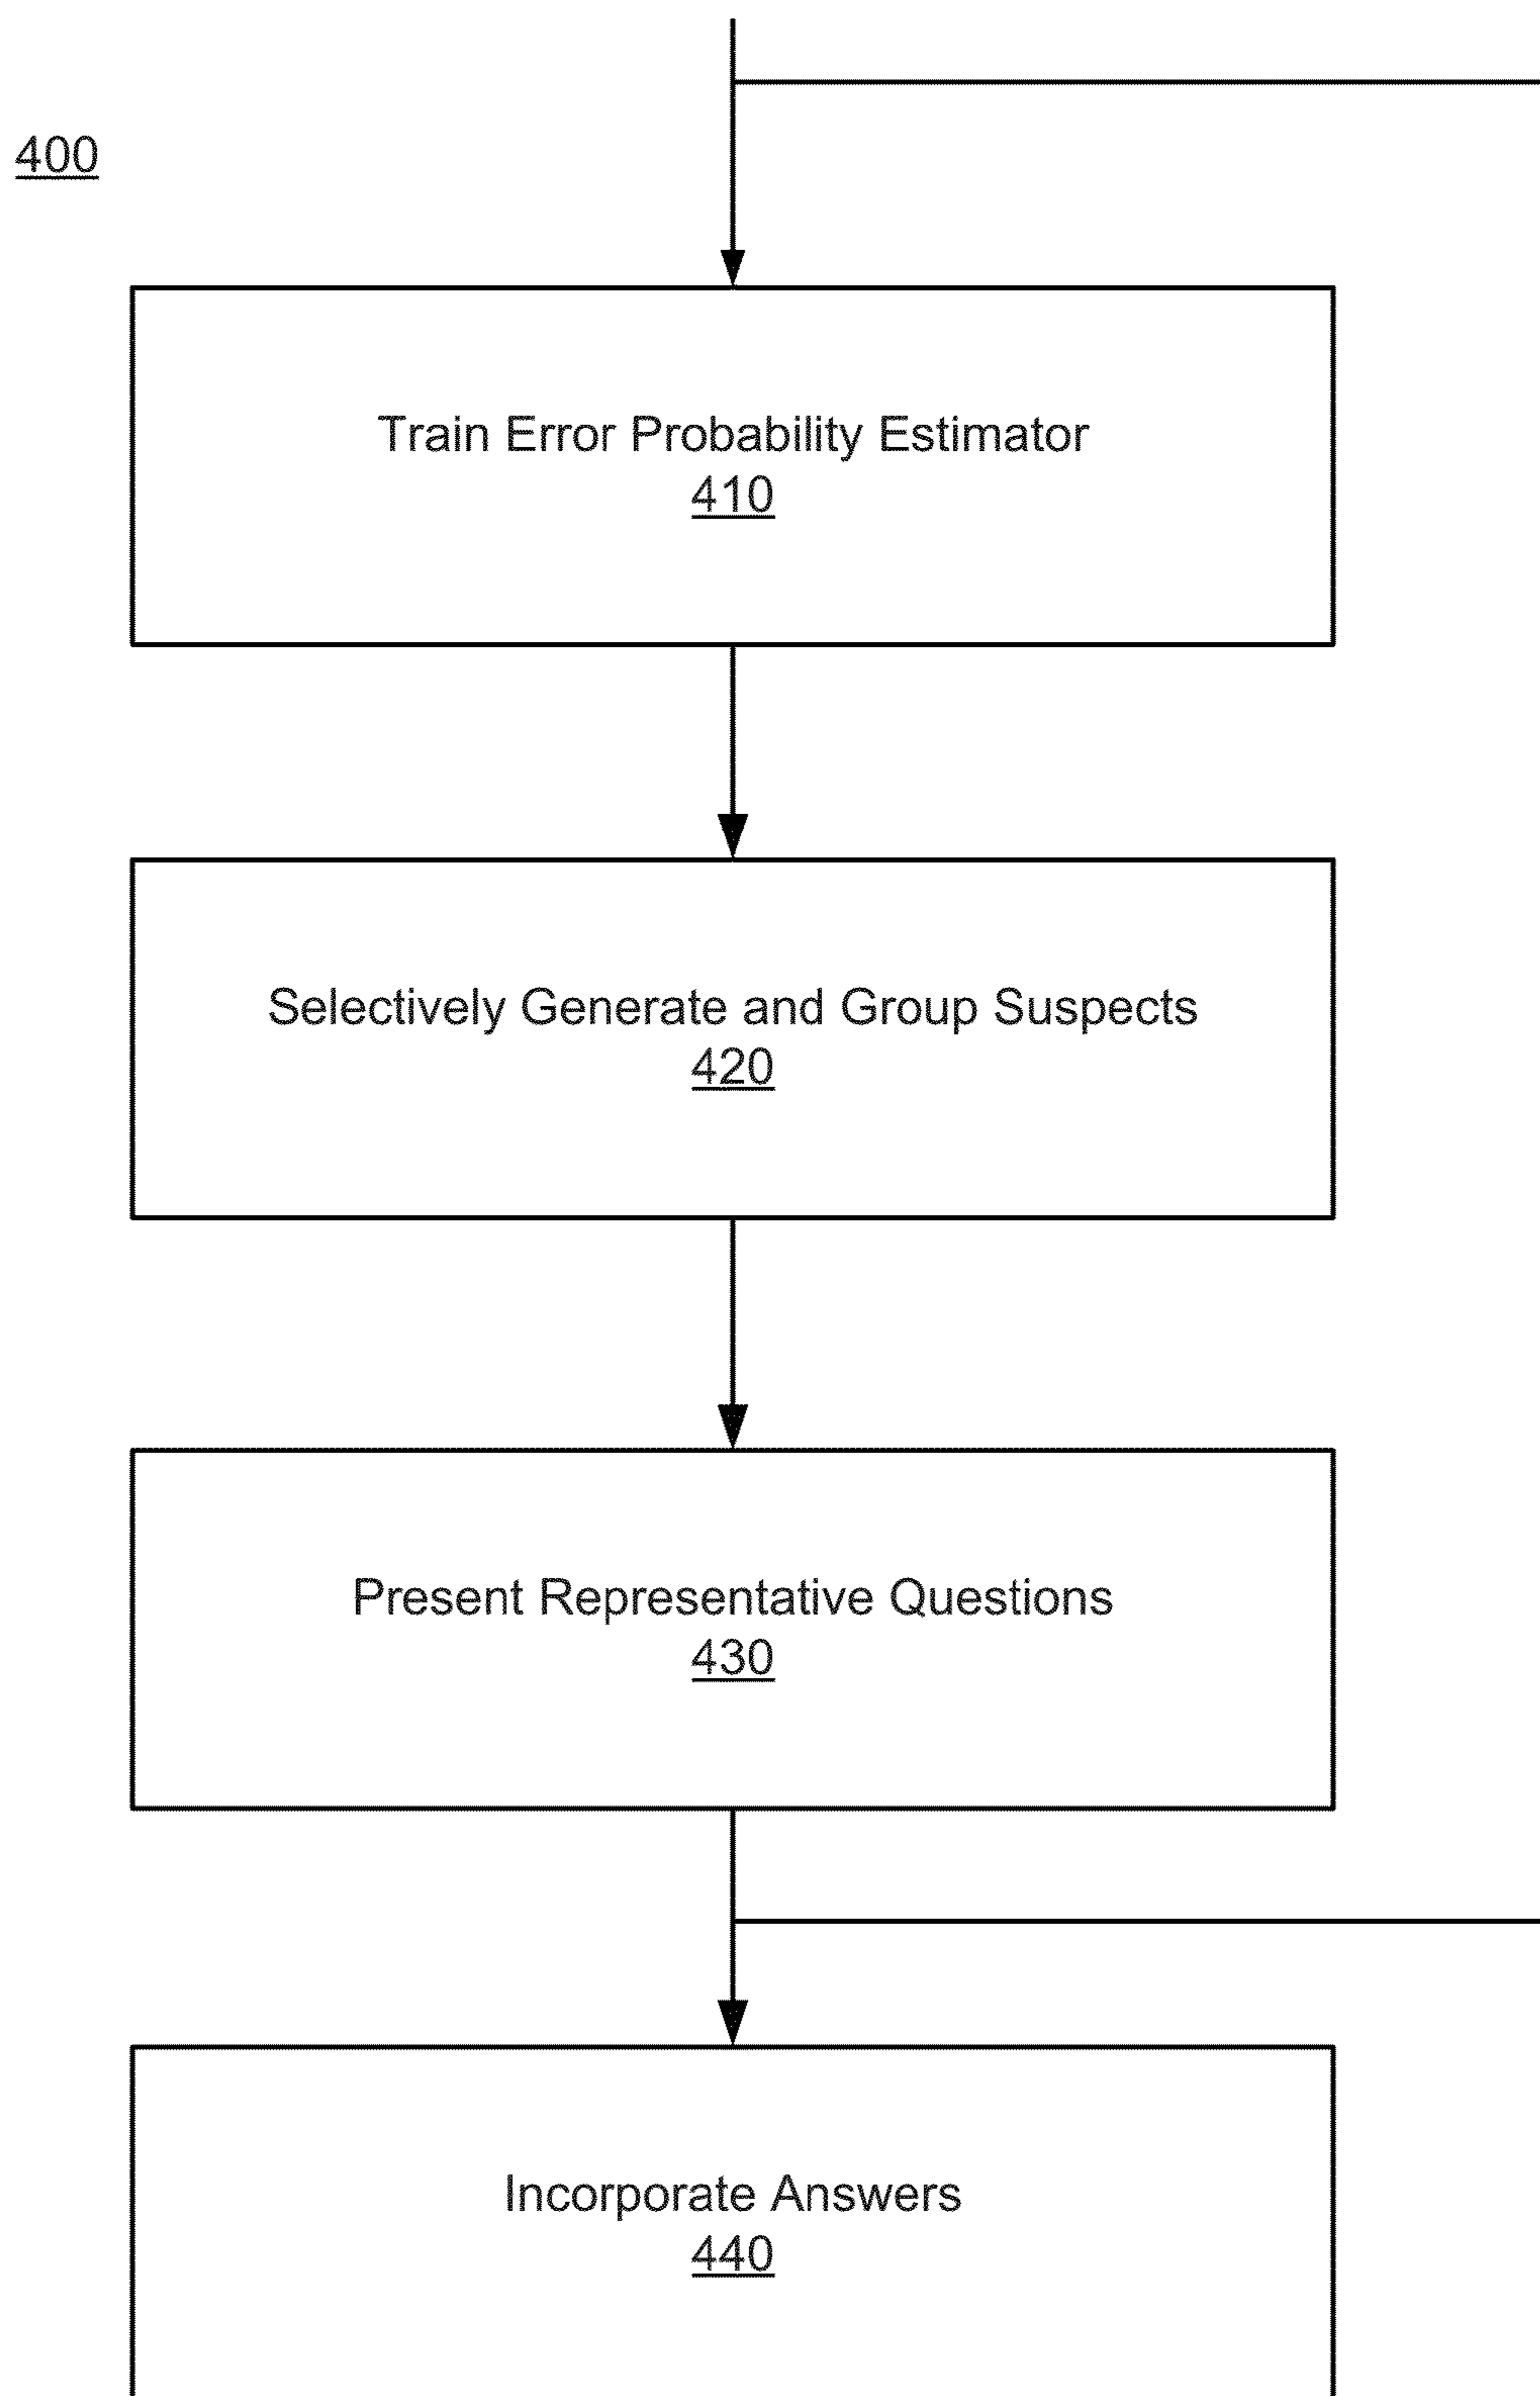 400
Train Error Probability Estimator
410
Selectively Generate and Group Suspects
420
Present Representative Questions
430
Incorporate Answers
440